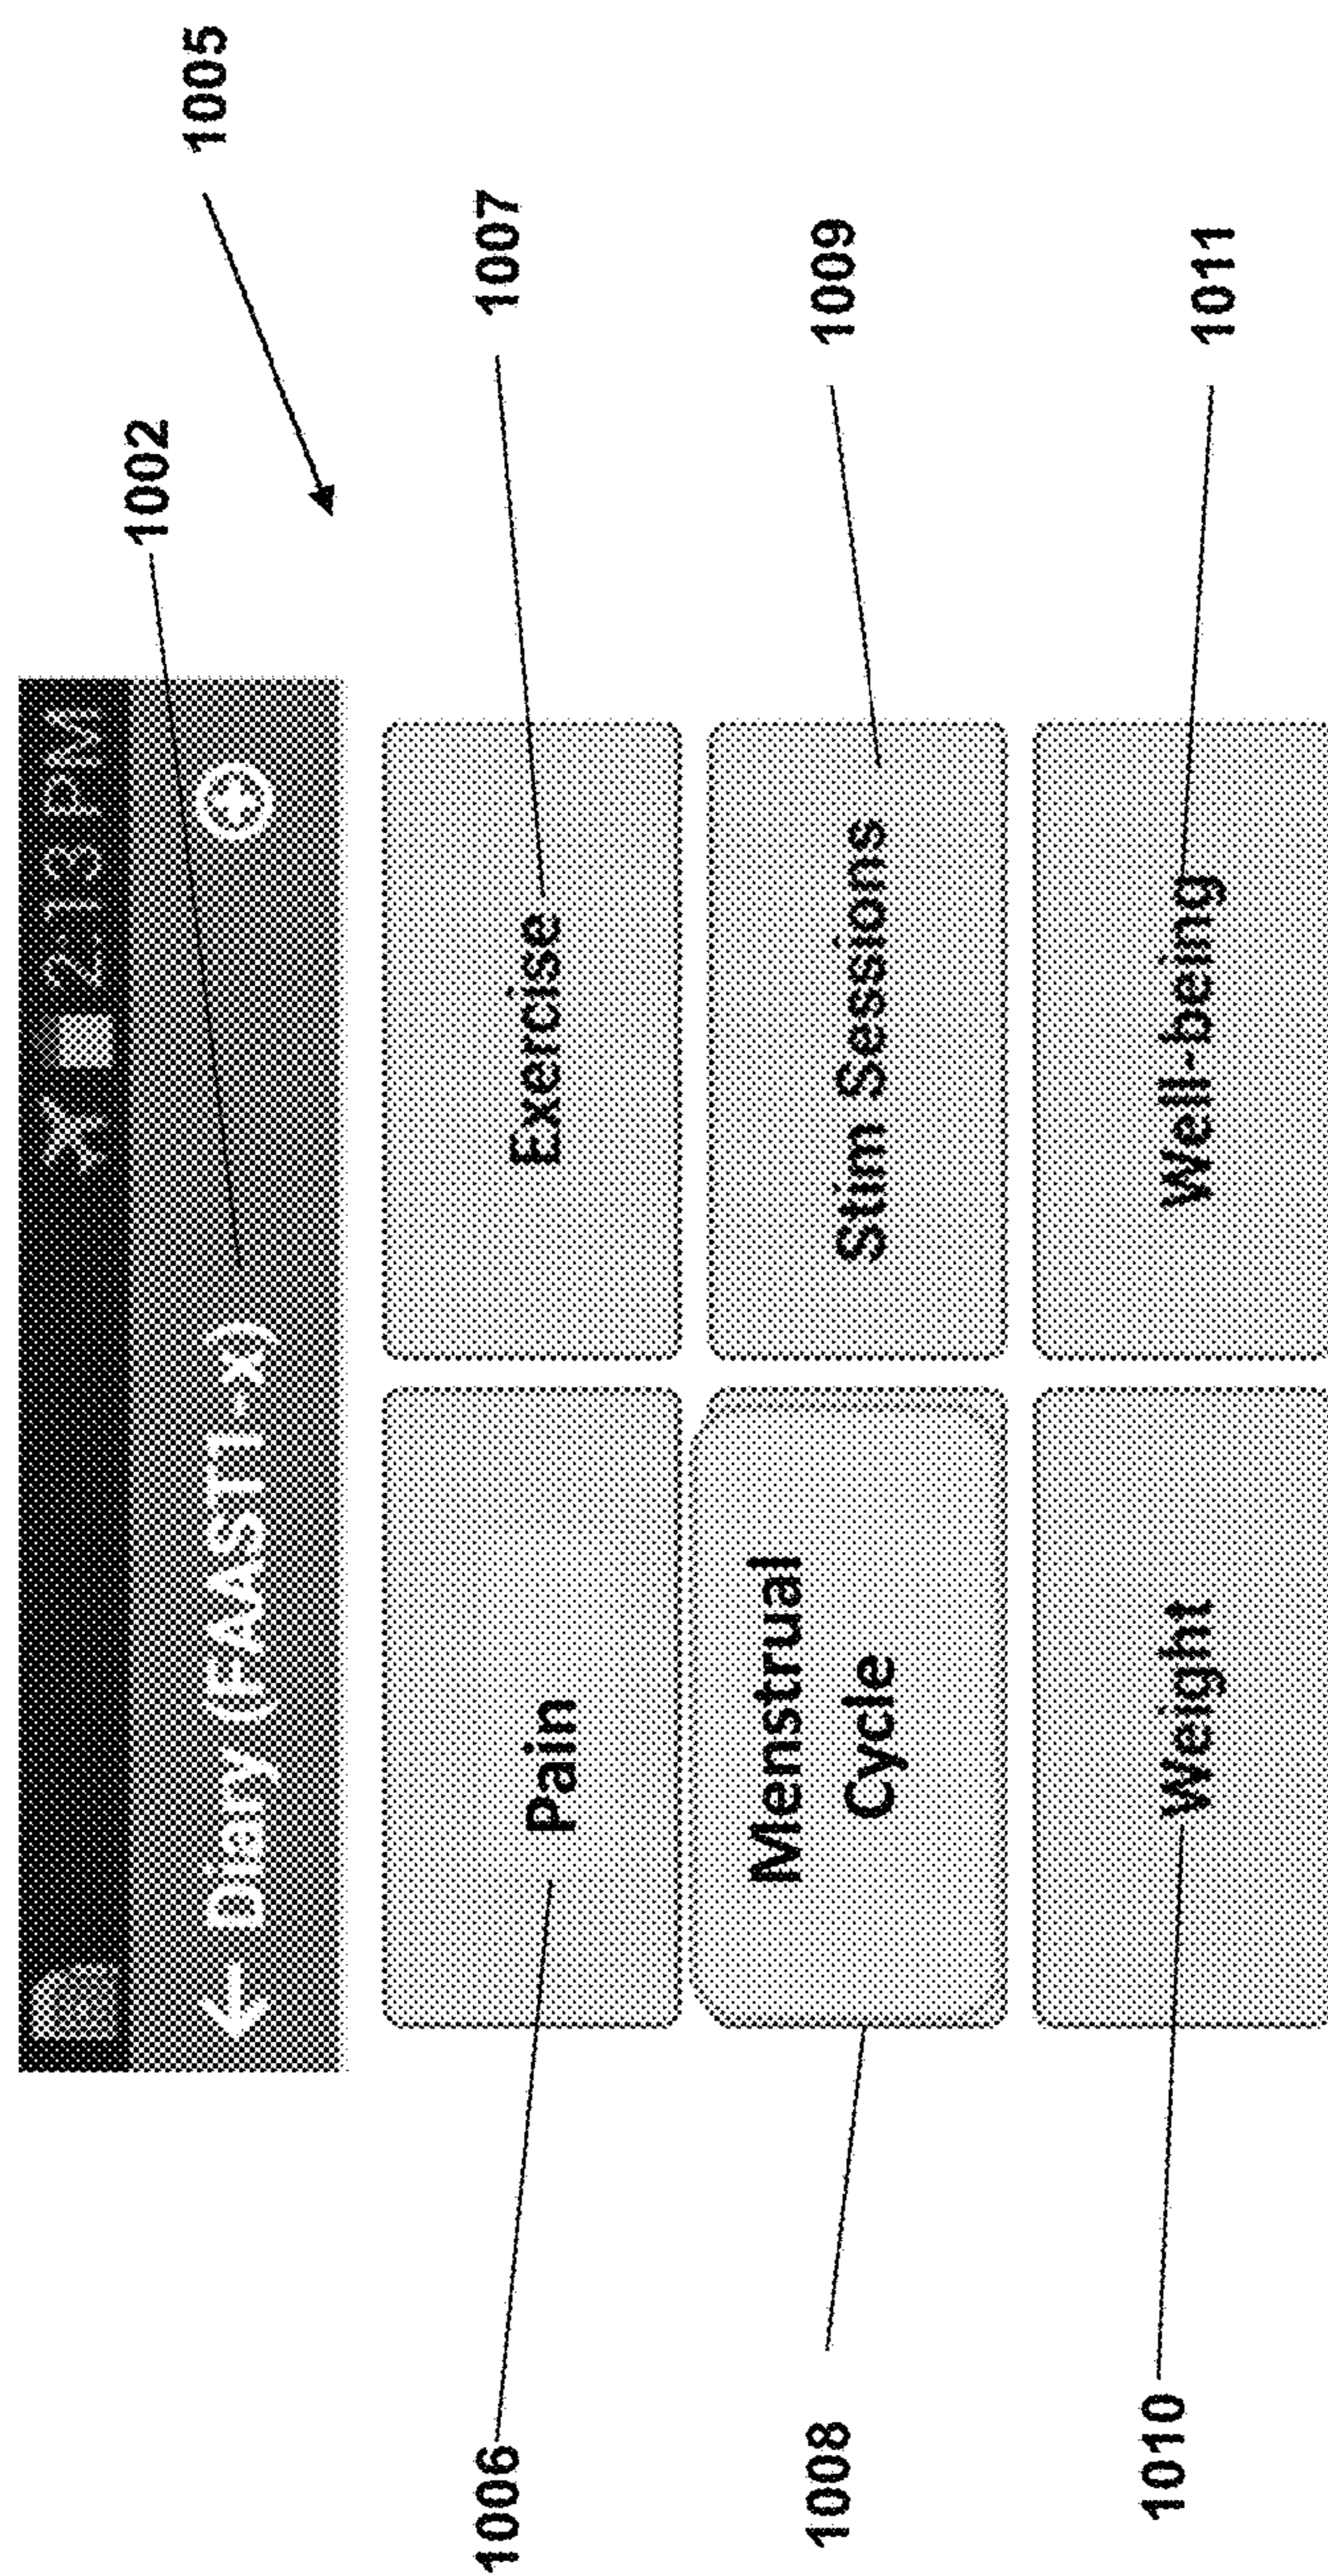 1005
1002
2:13 PM
Diary (FAAST1-x)
1007
Pain
Exercise
1006
1009
Menstrual
Cycle
Stim Sessions
1008
1011
Weight
Well-being
1010